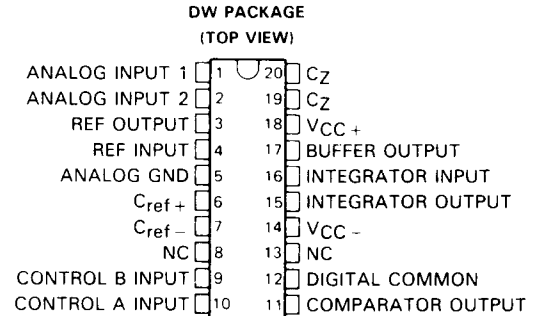 DW PACKAGE
(TOP VIEW)
ANALOG INPUT 1 1 20 CZ
ANALOG INPUT 2 2 19 CZ
REF OUTPUT 3 18 VCC +
REF INPUT 4 17 BUFFER OUTPUT
ANALOG GND 5 16 INTEGRATOR INPUT
Cref + 6 15 INTEGRATOR OUTPUT
Cref − 7 14 VCC −
NC 8 13 NC
CONTROL B INPUT 9 12 DIGITAL COMMON
CONTROL A INPUT 10 11 COMPARATOR OUTPUT